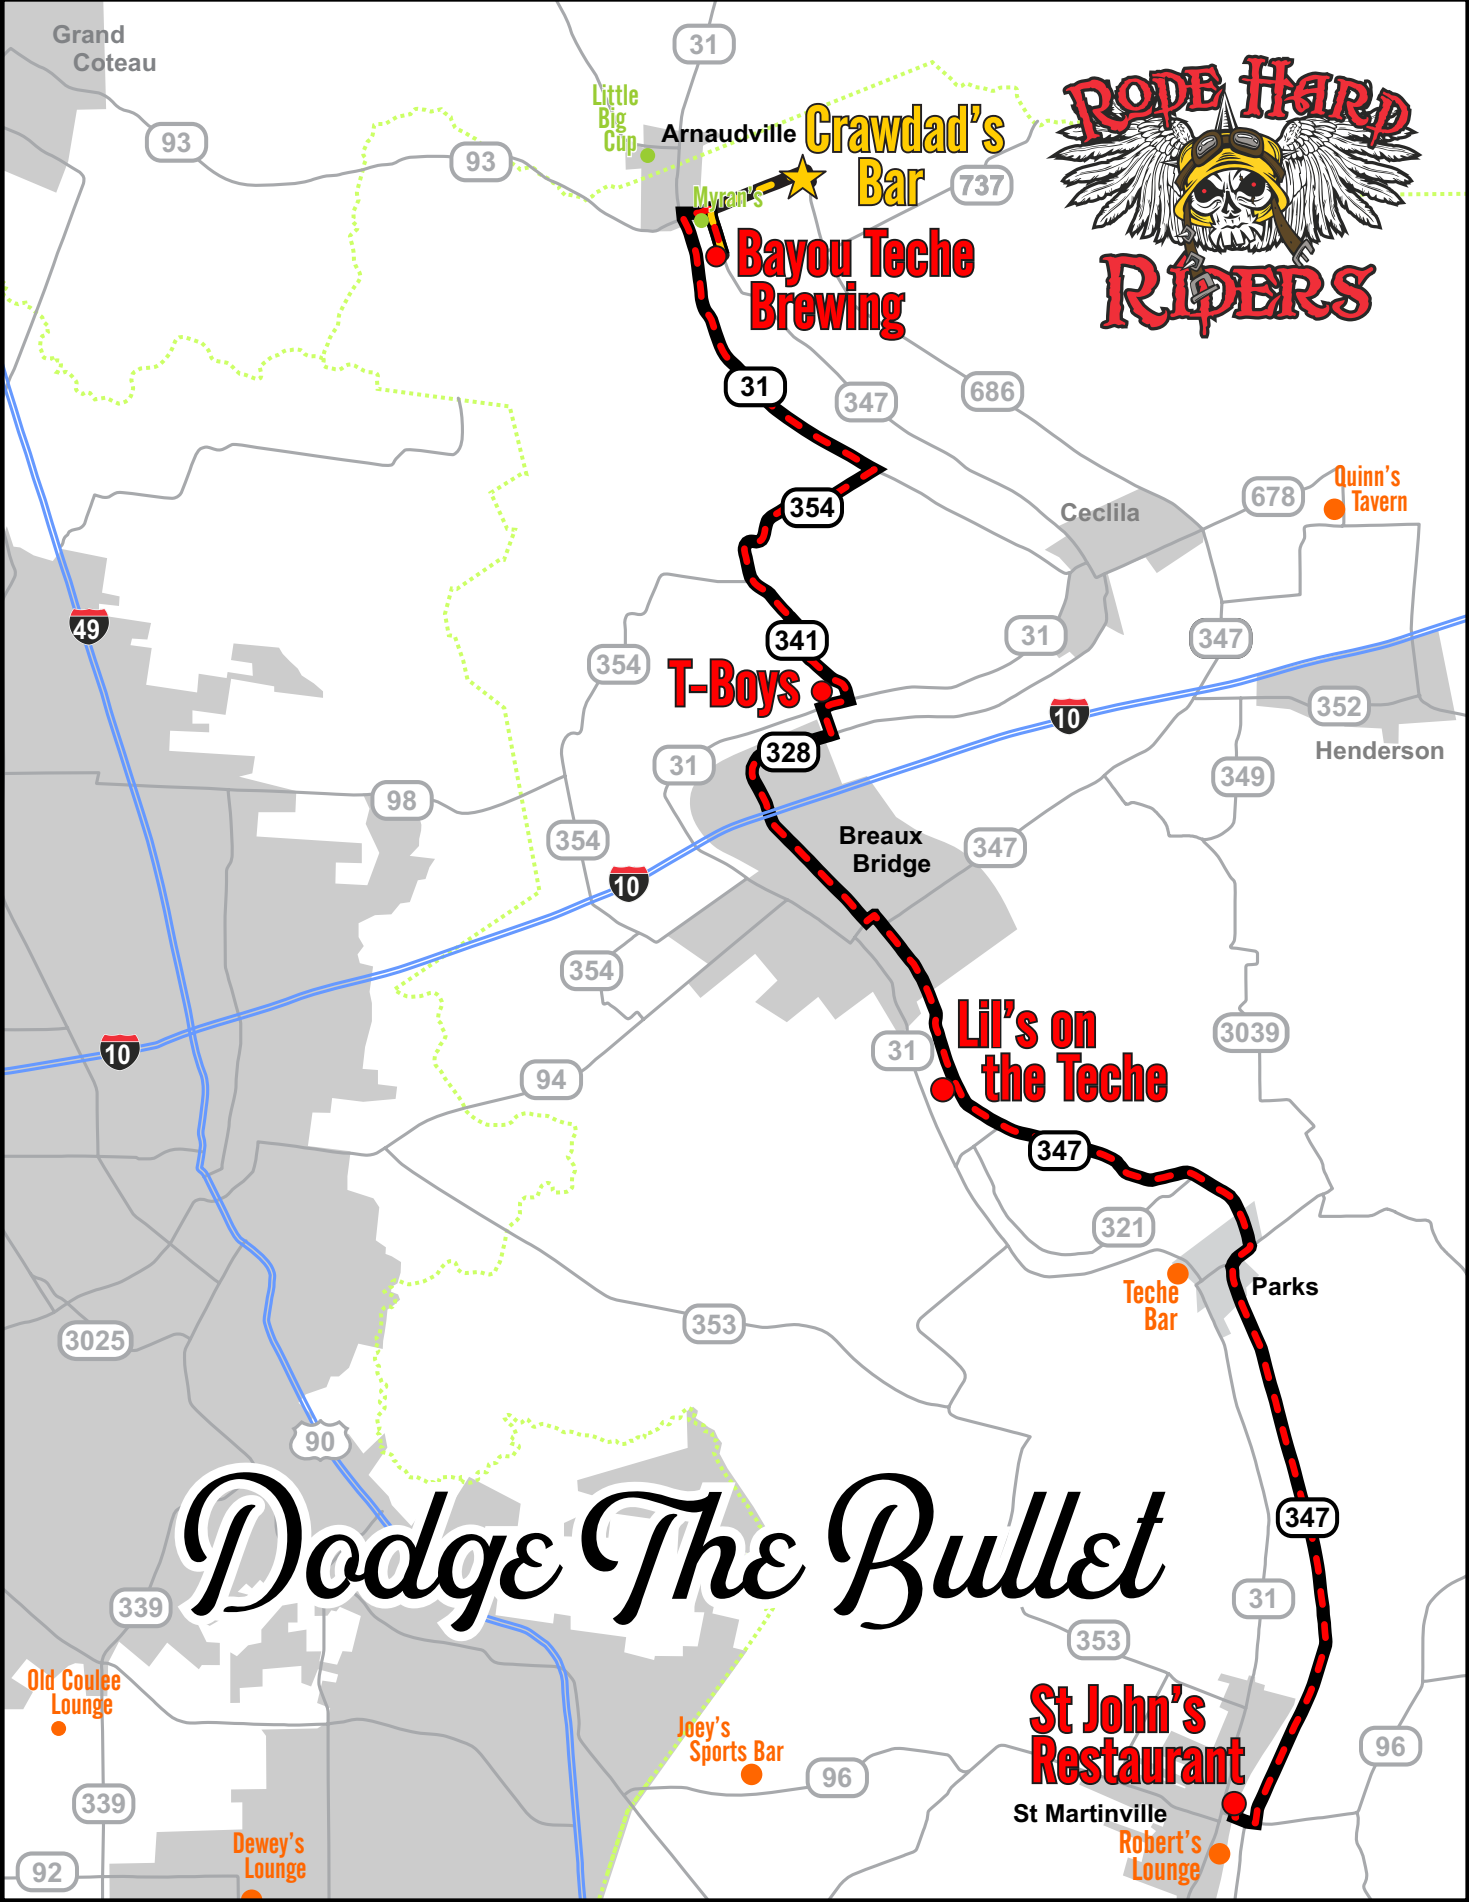 Grand
Coteau
31
Little
Big
Cup
Arnaudville
Crawdad's
Bar
RODE HARD
RIDERS
93
93
737
Myran's
Bayou Teche
Brewing
31
347
686
354
Ceclila
678
Quinn's
Tavern
49
341
31
347
354
T-Boys
10
352
Henderson
328
31
349
98
354
Breaux
Bridge
347
10
354
Lil's on
the Teche
3039
31
10
94
347
321
Teche
Bar
Parks
353
3025
90
Dodge The Bullet
347
31
339
353
Old Coulee
Lounge
St John's
Restaurant
Joey's
Sports Bar
96
96
339
St Martinville
Robert's
Lounge
Dewey's
Lounge
92